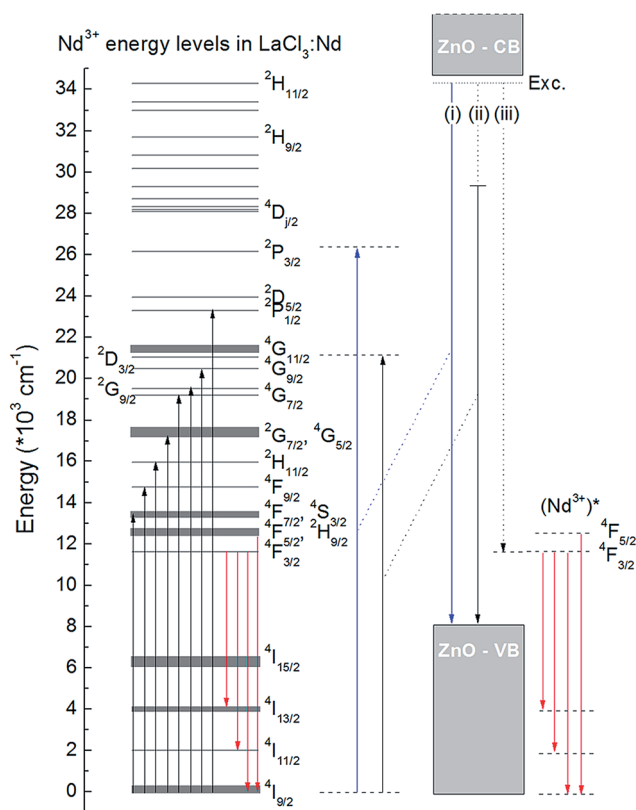 Nd³⁺ energy levels in LaCl₃:Nd
ZnO - CB
Exc.
(i) (ii) (iii)
Energy (*10³ cm⁻¹)
34
32
30
28
26
24
22
20
18
16
14
12
10
8
6
4
2
0
²H₁₁/₂
²H₉/₂
⁴Dⱼ/₂
²P₃/₂
²D₅/₂
²P₁/₂
⁴G₁₁/₂
²D₃/₂
⁴G₉/₂
²G₉/₂
⁴G₇/₂
²G₇/₂, ⁴G₅/₂
²H₁₁/₂
⁴F₉/₂
⁴F₇/₂, ⁴S₃/₂
⁴F₅/₂, ²H₉/₂
⁴F₃/₂
⁴I₁₅/₂
⁴I₁₃/₂
⁴I₁₁/₂
⁴I₉/₂
(Nd³⁺)*
⁴F₅/₂
⁴F₃/₂
ZnO - VB